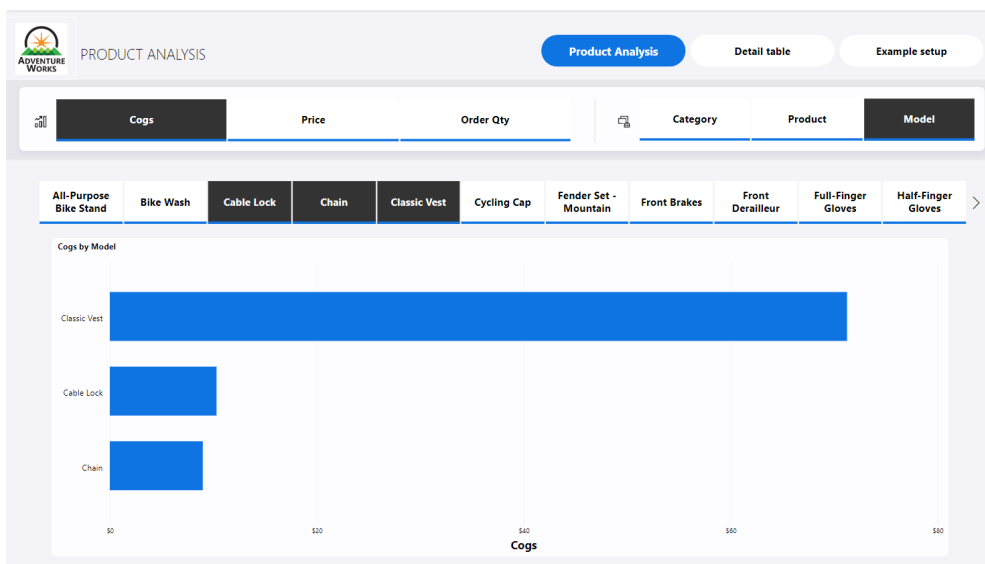 ADVENTURE
WORKS
PRODUCT ANALYSIS
Product Analysis
Detail table
Example setup
Cogs
Price
Order Qty
Category
Product
Model
All-Purpose
Bike Stand
Bike Wash
Cable Lock
Chain
Classic Vest
Cycling Cap
Fender Set -
Mountain
Front Brakes
Front
Derailleur
Full-Finger
Gloves
Half-Finger
Gloves
Cogs by Model
Classic Vest
Cable Lock
Chain
$0
$20
$40
$60
$80
Cogs